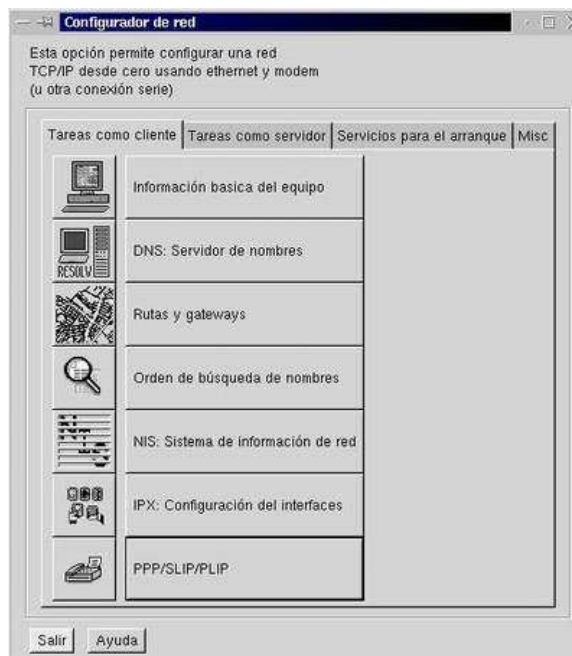 Configurador de red
Esta opción permite configurar una red
TCP/IP desde cero usando ethernet y modem
(u otra conexión serie)
Tareas como cliente Tareas como servidor Servicios para el arranque Misc
Información basica del equipo
RESOLV
DNS: Servidor de nombres
Rutas y gateways
Orden de búsqueda de nombres
NIS: Sistema de información de red
IPX: Configuración del interfaces
PPP/SLIP/PLIP
Salir Ayuda